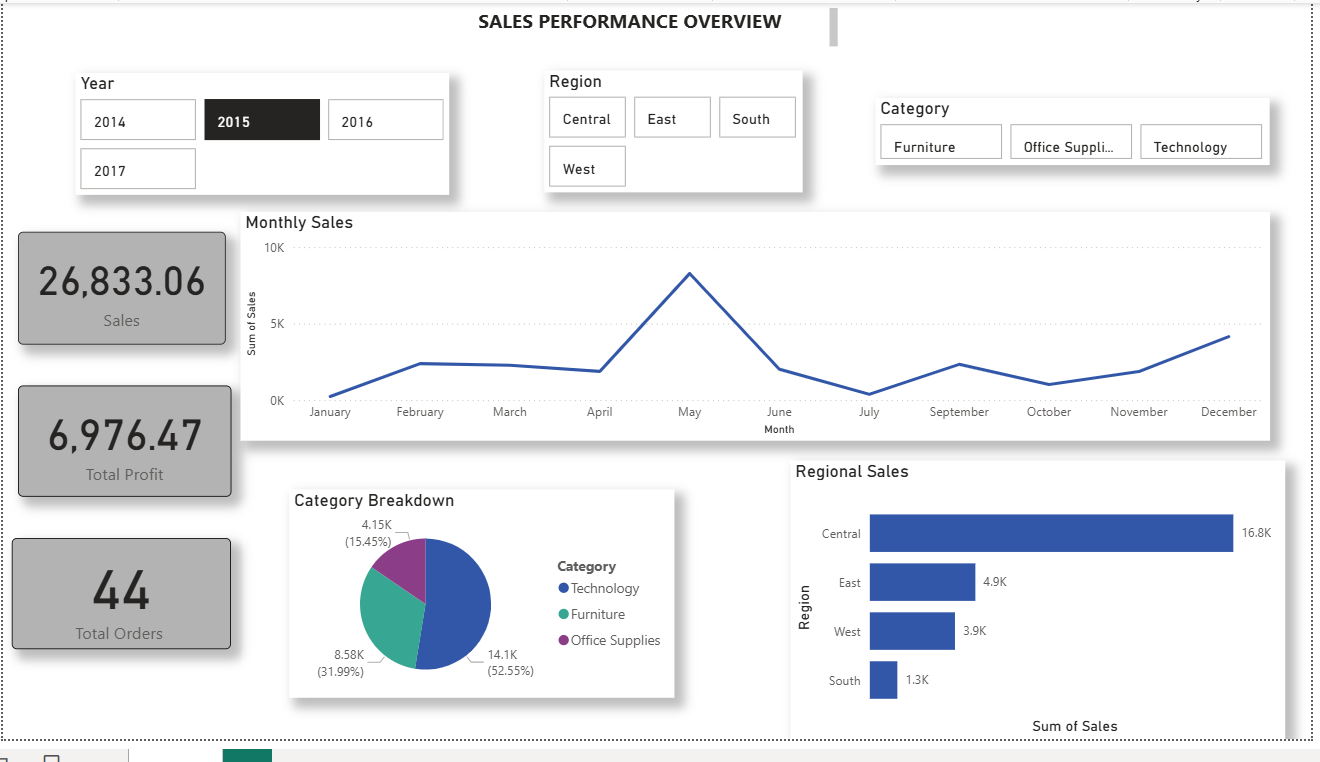 SALES PERFORMANCE OVERVIEW
Year
2014
2015
2016
2017
Region
Central
East
South
West
Category
Furniture
Office Suppli...
Technology
26,833.06
Sales
6,976.47
Total Profit
44
Total Orders
Monthly Sales
Sum of Sales
10K
5K
0K
January February March April May June July September October November December
Month
Category Breakdown
4.15K
(15.45%)
8.58K
(31.99%)
14.1K
(52.55%)
Category
Technology
Furniture
Office Supplies
Regional Sales
Region
Central 16.8K
East 4.9K
West 3.9K
South 1.3K
Sum of Sales